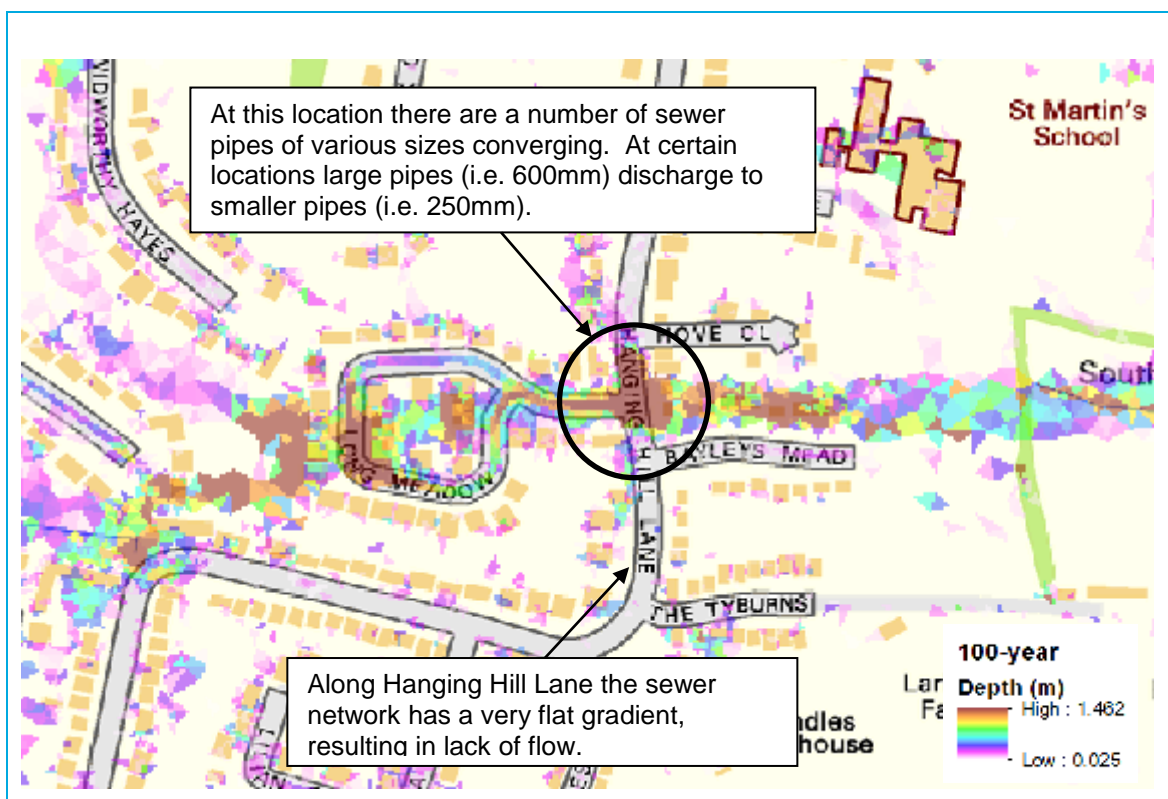 WIDWORTHY HAYES
At this location there are a number of sewer
pipes of various sizes converging. At certain
locations large pipes (i.e. 600mm) discharge to
smaller pipes (i.e. 250mm).
St Martin's
School
HOVE CL
HANGING HILL LANE
South
LONG MEADOW
BAYLEYS MEAD
THE TYBURNS
Along Hanging Hill Lane the sewer
network has a very flat gradient,
resulting in lack of flow.
100-year
Depth (m)
High : 1.462
Low : 0.025